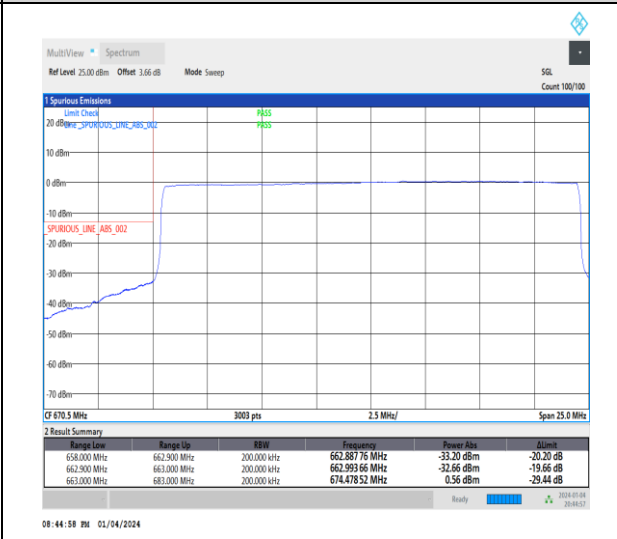 MultiView Spectrum
Ref Level 25.00 dBm Offset 3.66 dB Mode Sweep SGL
Count 100/100
1 Spurious Emissions
Limit Check PASS
20 dBm Line _SPURIOUS_LINE_ABS_002 PASS
10 dBm
0 dBm
-10 dBm
_SPURIOUS_LINE_ABS_002
-20 dBm
-30 dBm
-40 dBm
-50 dBm
-60 dBm
-70 dBm
CF 670.5 MHz 3003 pts 2.5 MHz/ Span 25.0 MHz
2 Result Summary
Range Low Range Up RBW Frequency Power Abs ΔLimit
658.000 MHz 662.900 MHz 200.000 kHz 662.88776 MHz -33.20 dBm -20.20 dB
662.900 MHz 663.000 MHz 200.000 kHz 662.99366 MHz -32.66 dBm -19.66 dB
663.000 MHz 683.000 MHz 200.000 kHz 674.47852 MHz 0.56 dBm -29.44 dB
Ready 2024-01-04
20:44:57
08:44:58 PM 01/04/2024